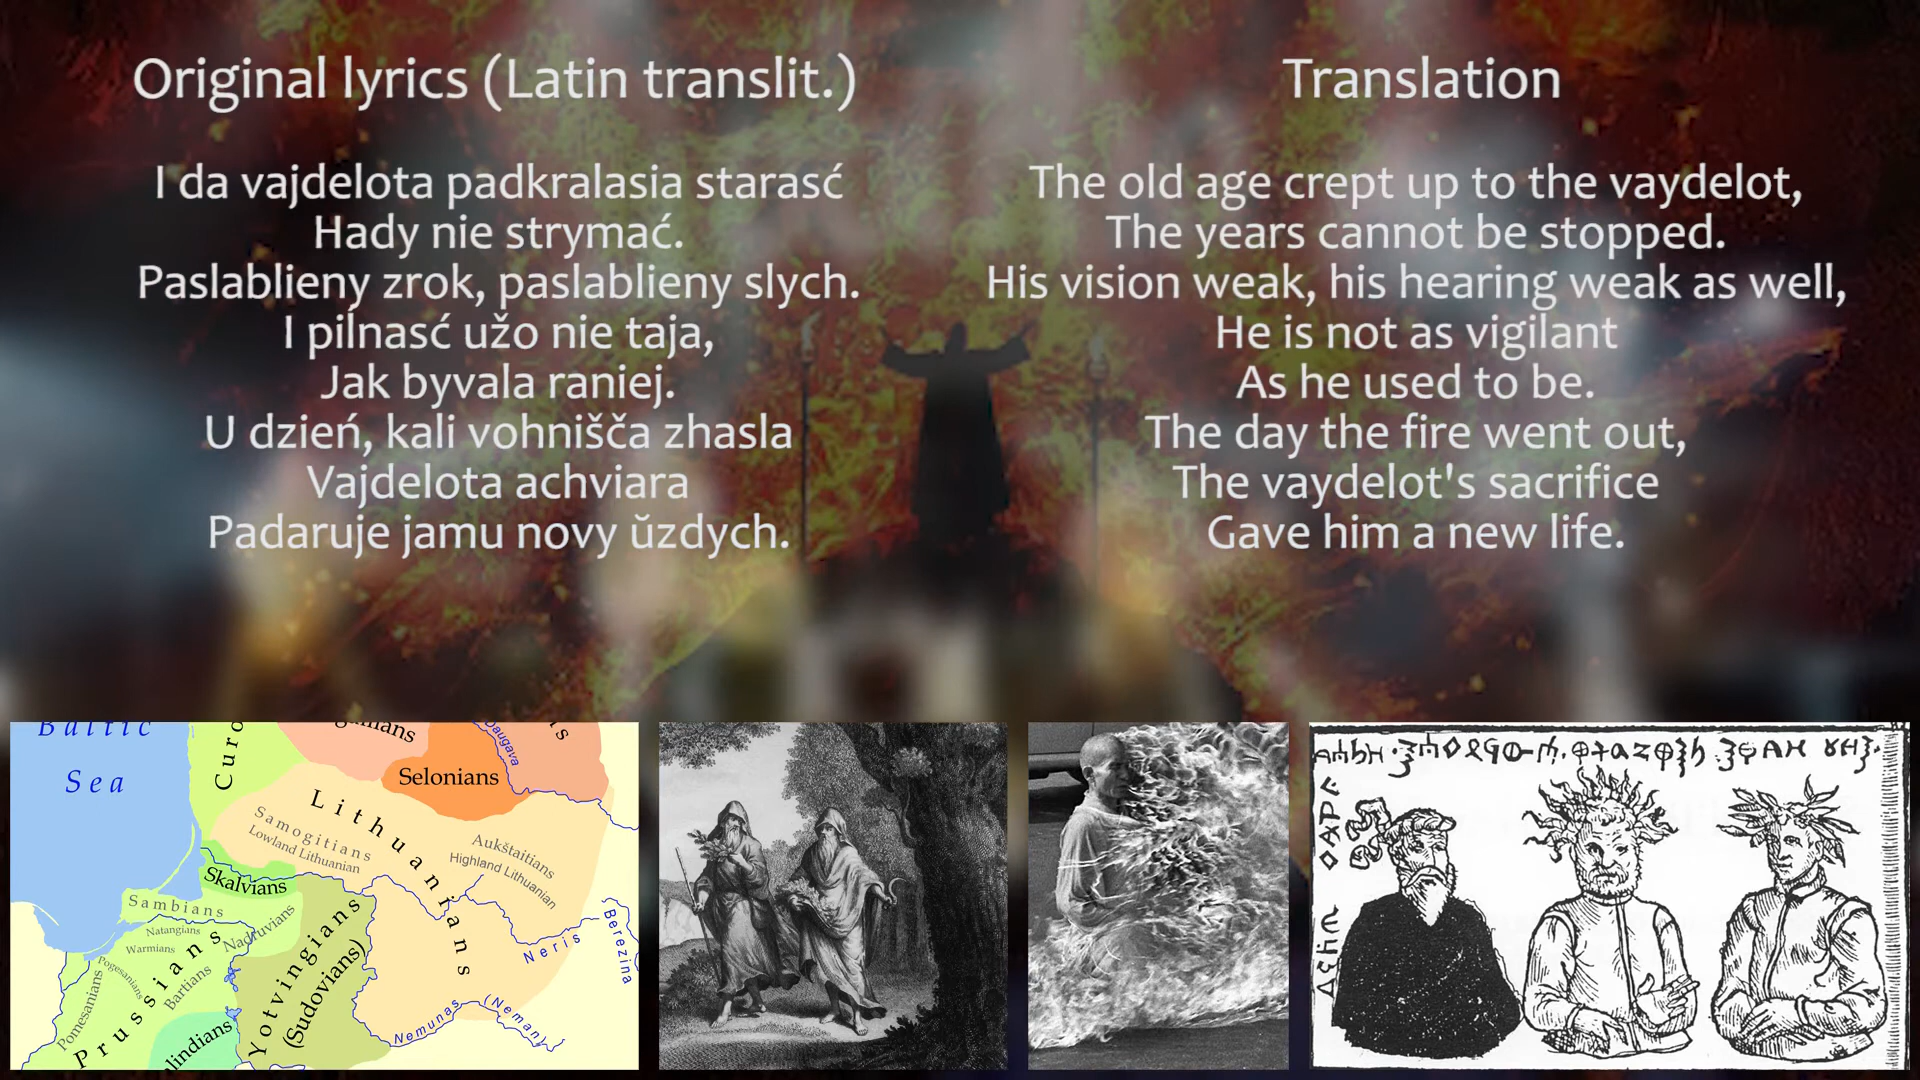 Original lyrics (Latin translit.)
I da vajdelota padkralasia starasć
Hady nie strymać.
Paslablieny zrok, paslablieny slych.
I piĺnasć užo nie taja,
Jak byvala raniej.
U dzień, kali vohnišča zhasla
Vajdelota achviara
Padaruje jamu novy ŭzdych.
Translation
The old age crept up to the vaydelot,
The years cannot be stopped.
His vision weak, his hearing weak as well,
He is not as vigilant
As he used to be.
The day the fire went out,
The vaydelot's sacrifice
Gave him a new life.
Baltic
Sea
Daugava
Selonians
Lithuanians
Samogitians
Lowland Lithuanian
Aukštaitians
Highland Lithuanian
Skalvians
Sambians
Natangians
Nadruvians
Warmians
Pogesanians
Bartians
Pomesanians
Prussians
Yotvingians
(Sudovians)
Neris
Berezina
Nemunas (Neman)